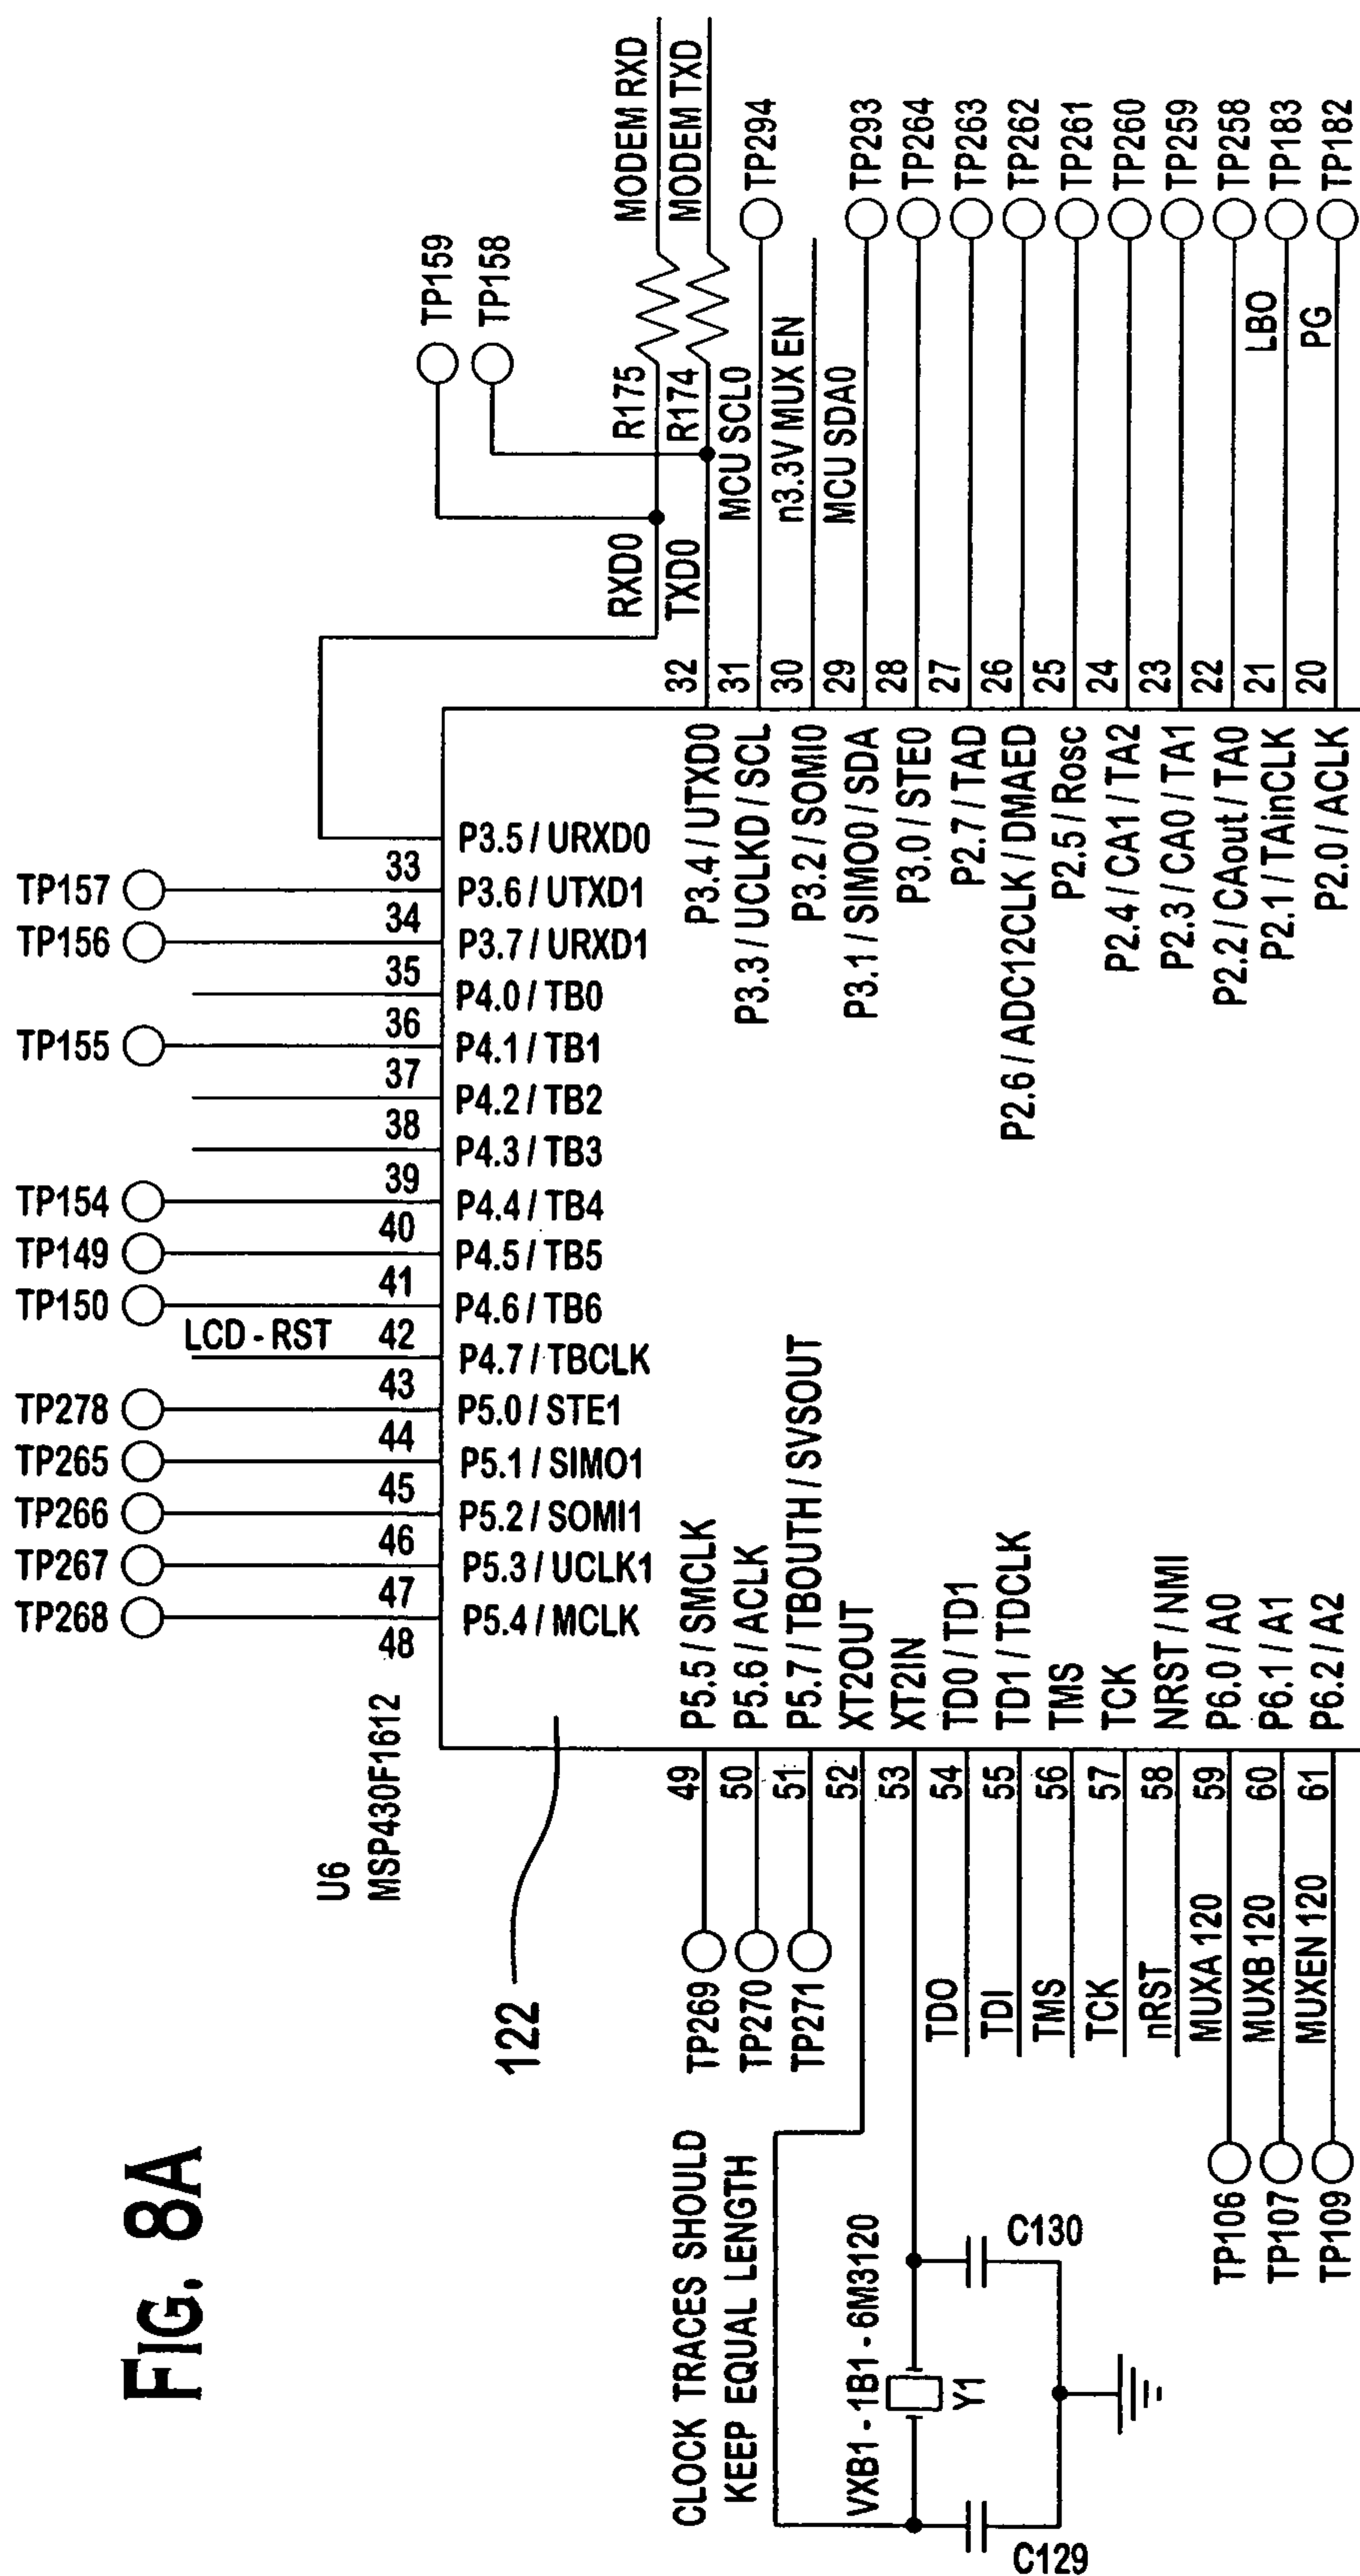 FIG. 8A
U6
MSP430F1612
122
TP157
TP156
TP155
TP154
TP149
TP150
LCD - RST
TP278
TP265
TP266
TP267
TP268
33
34
35
36
37
38
39
40
41
42
43
44
45
46
47
48
P3.5 / URXD0
P3.6 / UTXD1
P3.7 / URXD1
P4.0 / TB0
P4.1 / TB1
P4.2 / TB2
P4.3 / TB3
P4.4 / TB4
P4.5 / TB5
P4.6 / TB6
P4.7 / TBCLK
P5.0 / STE1
P5.1 / SIMO1
P5.2 / SOMI1
P5.3 / UCLK1
P5.4 / MCLK
TP159
TP158
RXD0
TXD0
R175
R174
MODEM RXD
MODEM TXD
MCU SCL0
TP294
n3.3V MUX EN
MCU SDA0
TP293
TP264
TP263
TP262
TP261
TP260
TP259
TP258
LBO
TP183
PG
TP182
32
31
30
29
28
27
26
25
24
23
22
21
20
P3.4 / UTXD0
P3.3 / UCLKD / SCL
P3.2 / SOMI0
P3.1 / SIMO0 / SDA
P3.0 / STE0
P2.7 / TAD
P2.6 / ADC12CLK / DMAED
P2.5 / Rosc
P2.4 / CA1 / TA2
P2.3 / CA0 / TA1
P2.2 / CAout / TA0
P2.1 / TAinCLK
P2.0 / ACLK
P5.5 / SMCLK
P5.6 / ACLK
P5.7 / TBOUTH / SVSOUT
XT2OUT
XT2IN
TD0 / TD1
TD1 / TDCLK
TMS
TCK
NRST / NMI
P6.0 / A0
P6.1 / A1
P6.2 / A2
49
50
51
52
53
54
55
56
57
58
59
60
61
TP269
TP270
TP271
TDO
TDI
TMS
TCK
nRST
MUXA 120
MUXB 120
MUXEN 120
TP106
TP107
TP109
CLOCK TRACES SHOULD
KEEP EQUAL LENGTH
VXB1 - 1B1 - 6M3120
Y1
C130
C129